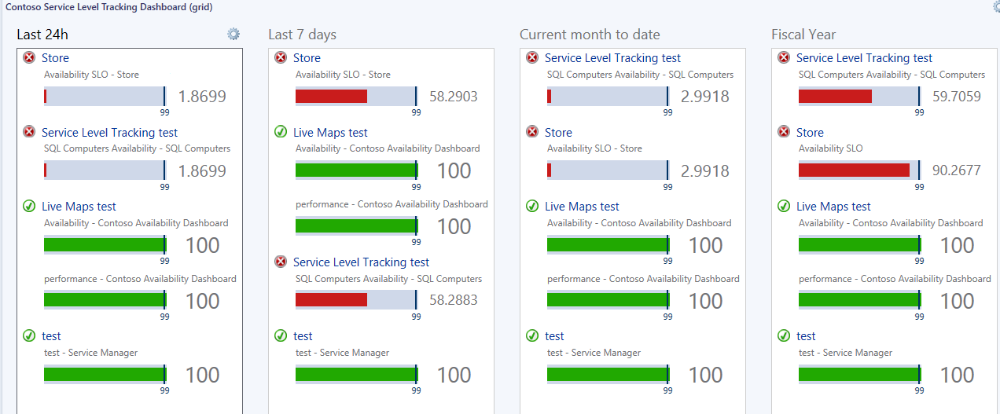 Contoso Service Level Tracking Dashboard (grid)
Last 24h
Store
Availability SLO - Store
1.8699
99
Service Level Tracking test
SQL Computers Availability - SQL Computers
1.8699
99
Live Maps test
Availability - Contoso Availability Dashboard
100
99
performance - Contoso Availability Dashboard
100
99
test
test - Service Manager
100
99
Last 7 days
Store
Availability SLO - Store
58.2903
99
Live Maps test
Availability - Contoso Availability Dashboard
100
99
performance - Contoso Availability Dashboard
100
99
Service Level Tracking test
SQL Computers Availability - SQL Computers
58.2883
99
test
test - Service Manager
100
99
Current month to date
Service Level Tracking test
SQL Computers Availability - SQL Computers
2.9918
99
Store
Availability SLO - Store
2.9918
99
Live Maps test
Availability - Contoso Availability Dashboard
100
99
performance - Contoso Availability Dashboard
100
99
test
test - Service Manager
100
99
Fiscal Year
Service Level Tracking test
SQL Computers Availability - SQL Computers
59.7059
99
Store
Availability SLO
90.2677
99
Live Maps test
Availability - Contoso Availability Dashboard
100
99
performance - Contoso Availability Dashboard
100
99
test
test - Service Manager
100
99